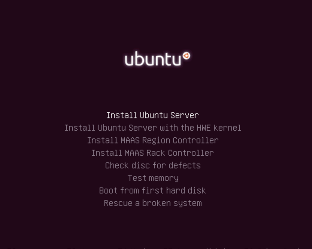 ubuntu
Install Ubuntu Server
Install Ubuntu Server with the HWE kernel
Install MAAS Region Controller
Install MAAS Rack Controller
Check disc for defects
Test memory
Boot from first hard disk
Rescue a broken system